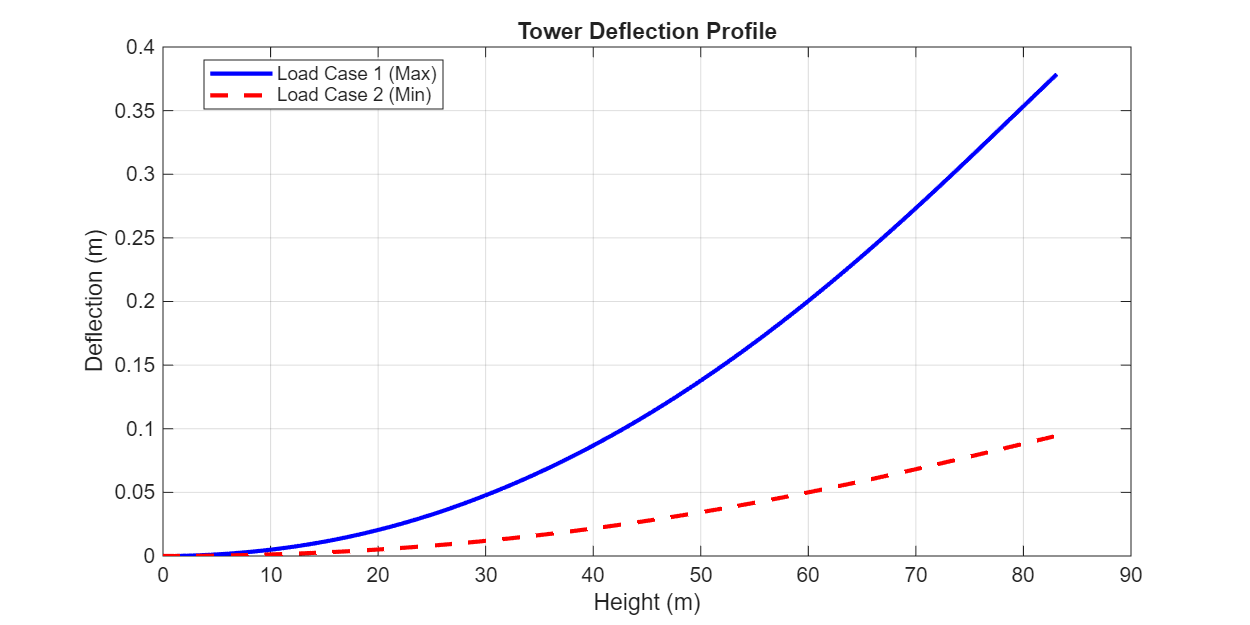 Tower Deflection Profile
Load Case 1 (Max)
Load Case 2 (Min)
0.4
0.35
0.3
0.25
0.2
0.15
0.1
0.05
0
Deflection (m)
0 10 20 30 40 50 60 70 80 90
Height (m)